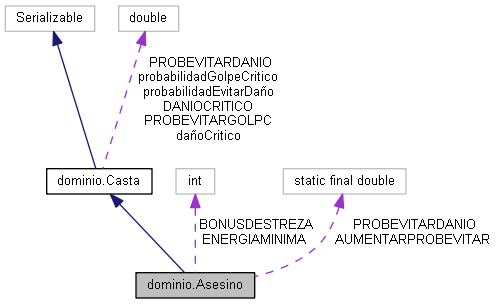 Serializable
double
PROBEVITARDANIO
probabilidadGolpeCritico
probabilidadEvitarDaño
DANIOCRITICO
PROBEVITARGOLPC
dañoCritico
dominio.Casta
int
static final double
BONUSDESTREZA
ENERGIAMINIMA
PROBEVITARDANIO
AUMENTARPROBEVITAR
dominio.Asesino